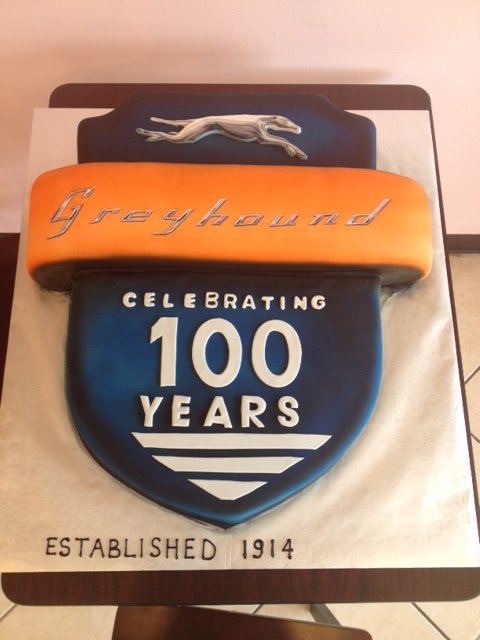 Greyhound
CELEBRATING
100
YEARS
ESTABLISHED 1914